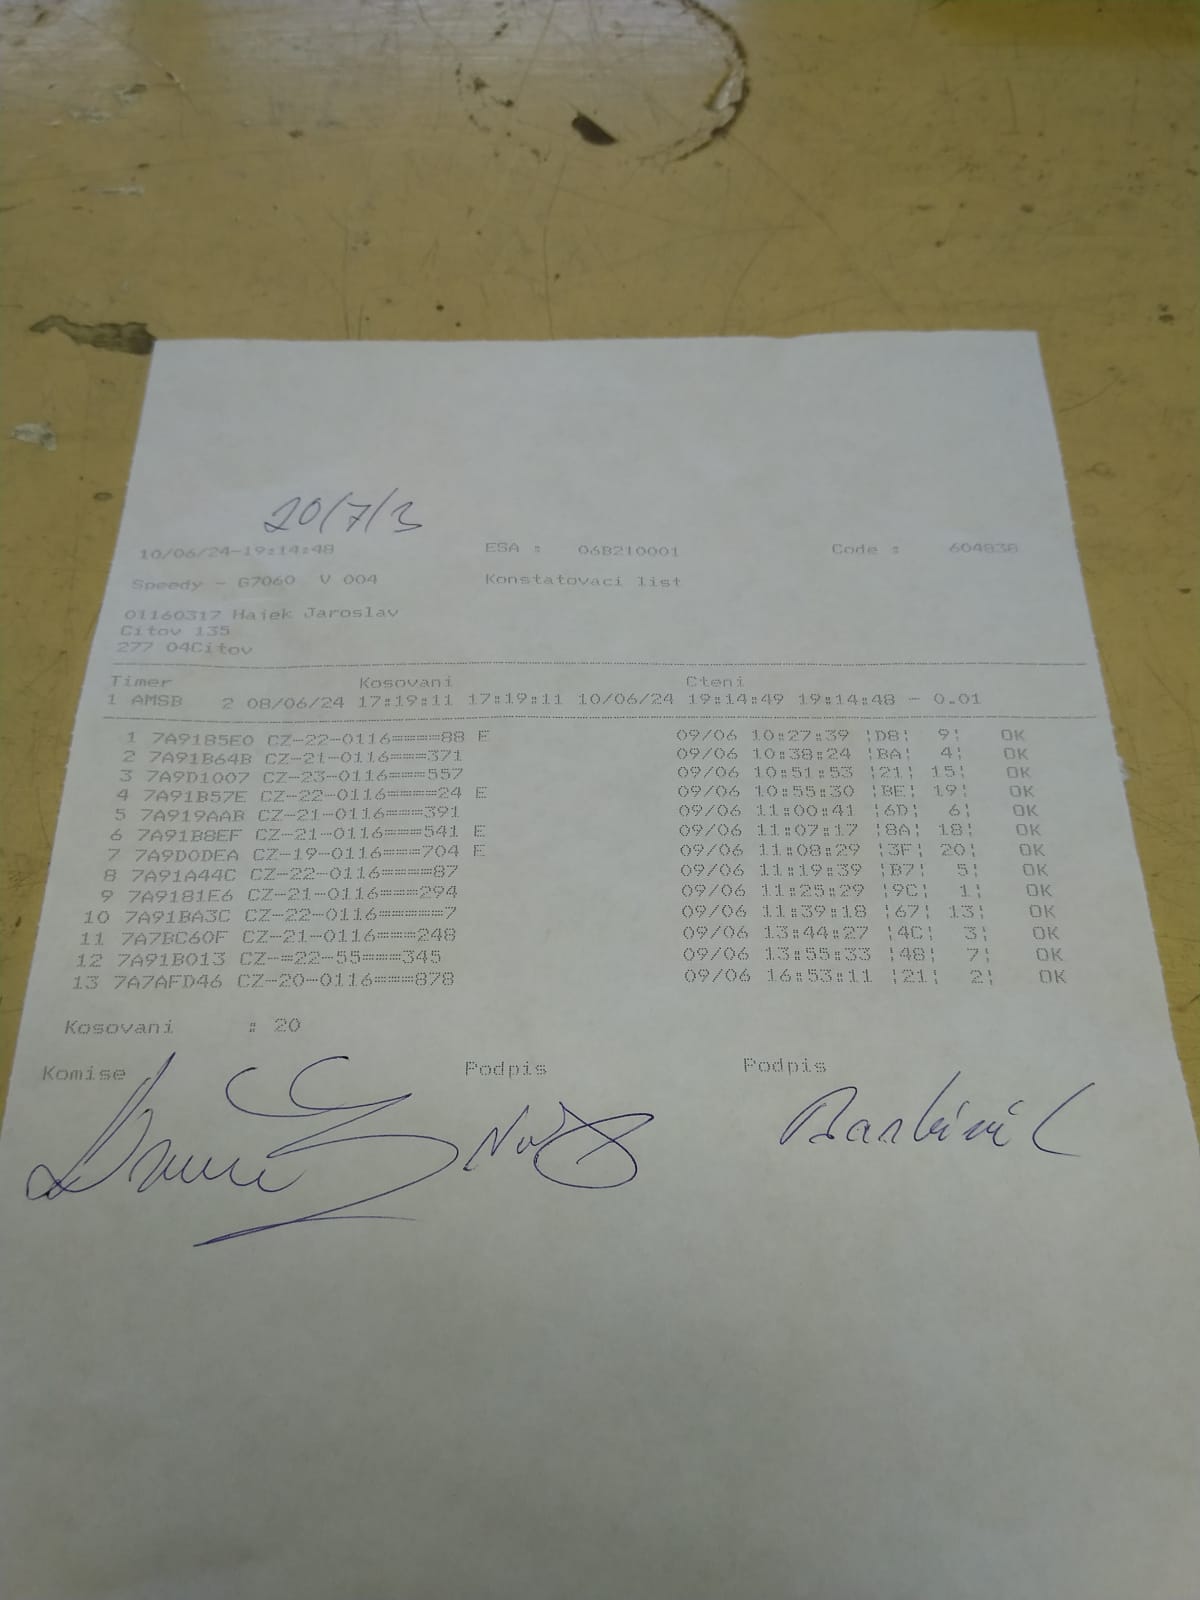 20/7/3
10/06/24-19:14:48 ESA : 06B210001 Code : 604838
Speedy - G7060 V 004 Konstatovaci list
01160317 Hajek Jaroslav
Citov 135
277 04Citov
Timer Kosovani Cteni
1 AMSB 2 08/06/24 17:19:11 17:19:11 10/06/24 19:14:49 19:14:48 - 0.01
1 7A9185E0 CZ-22-0116=====88 E 09/06 10:27:39 ¦D8¦ 9¦ OK
2 7A91B64B CZ-21-0116====371 09/06 10:38:24 ¦BA¦ 4¦ OK
3 7A9D1007 CZ-23-0116====557 09/06 10:51:53 ¦21¦ 15¦ OK
4 7A91B57E CZ-22-0116=====24 E 09/06 10:55:30 ¦BE¦ 19¦ OK
5 7A919AAB CZ-21-0116====391 09/06 11:00:41 ¦6D¦ 6¦ OK
6 7A91B8EF CZ-21-0116====541 E 09/06 11:07:17 ¦8A¦ 18¦ OK
7 7A9D0DEA CZ-19-0116====704 E 09/06 11:08:29 ¦3F¦ 20¦ OK
8 7A91A44C CZ-22-0116=====87 09/06 11:19:39 ¦B7¦ 5¦ OK
9 7A9181E6 CZ-21-0116====294 09/06 11:25:29 ¦9C¦ 1¦ OK
10 7A91BA3C CZ-22-0116======7 09/06 11:39:18 ¦67¦ 13¦ OK
11 7A7BC60F CZ-21-0116====248 09/06 13:44:27 ¦4C¦ 3¦ OK
12 7A91B013 CZ-=22-55====345 09/06 13:55:33 ¦48¦ 7¦ OK
13 7A7AFD46 CZ-20-0116====878 09/06 16:53:11 ¦21¦ 2¦ OK
Kosovani : 20
Komise Podpis Podpis